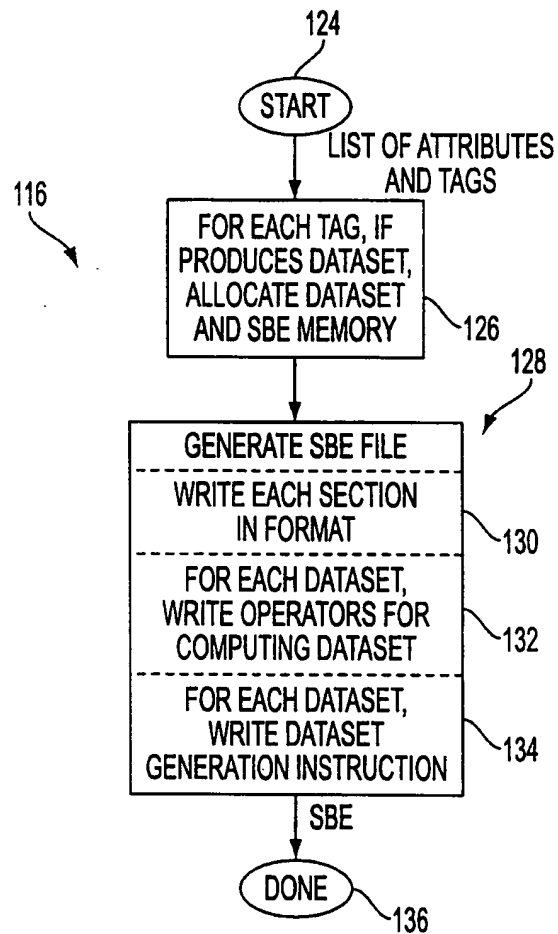 124
START
LIST OF ATTRIBUTES
AND TAGS
116
FOR EACH TAG, IF
PRODUCES DATASET,
ALLOCATE DATASET
AND SBE MEMORY
126
128
GENERATE SBE FILE
WRITE EACH SECTION
IN FORMAT
130
FOR EACH DATASET,
WRITE OPERATORS FOR
COMPUTING DATASET
132
FOR EACH DATASET,
WRITE DATASET
GENERATION INSTRUCTION
134
SBE
DONE
136